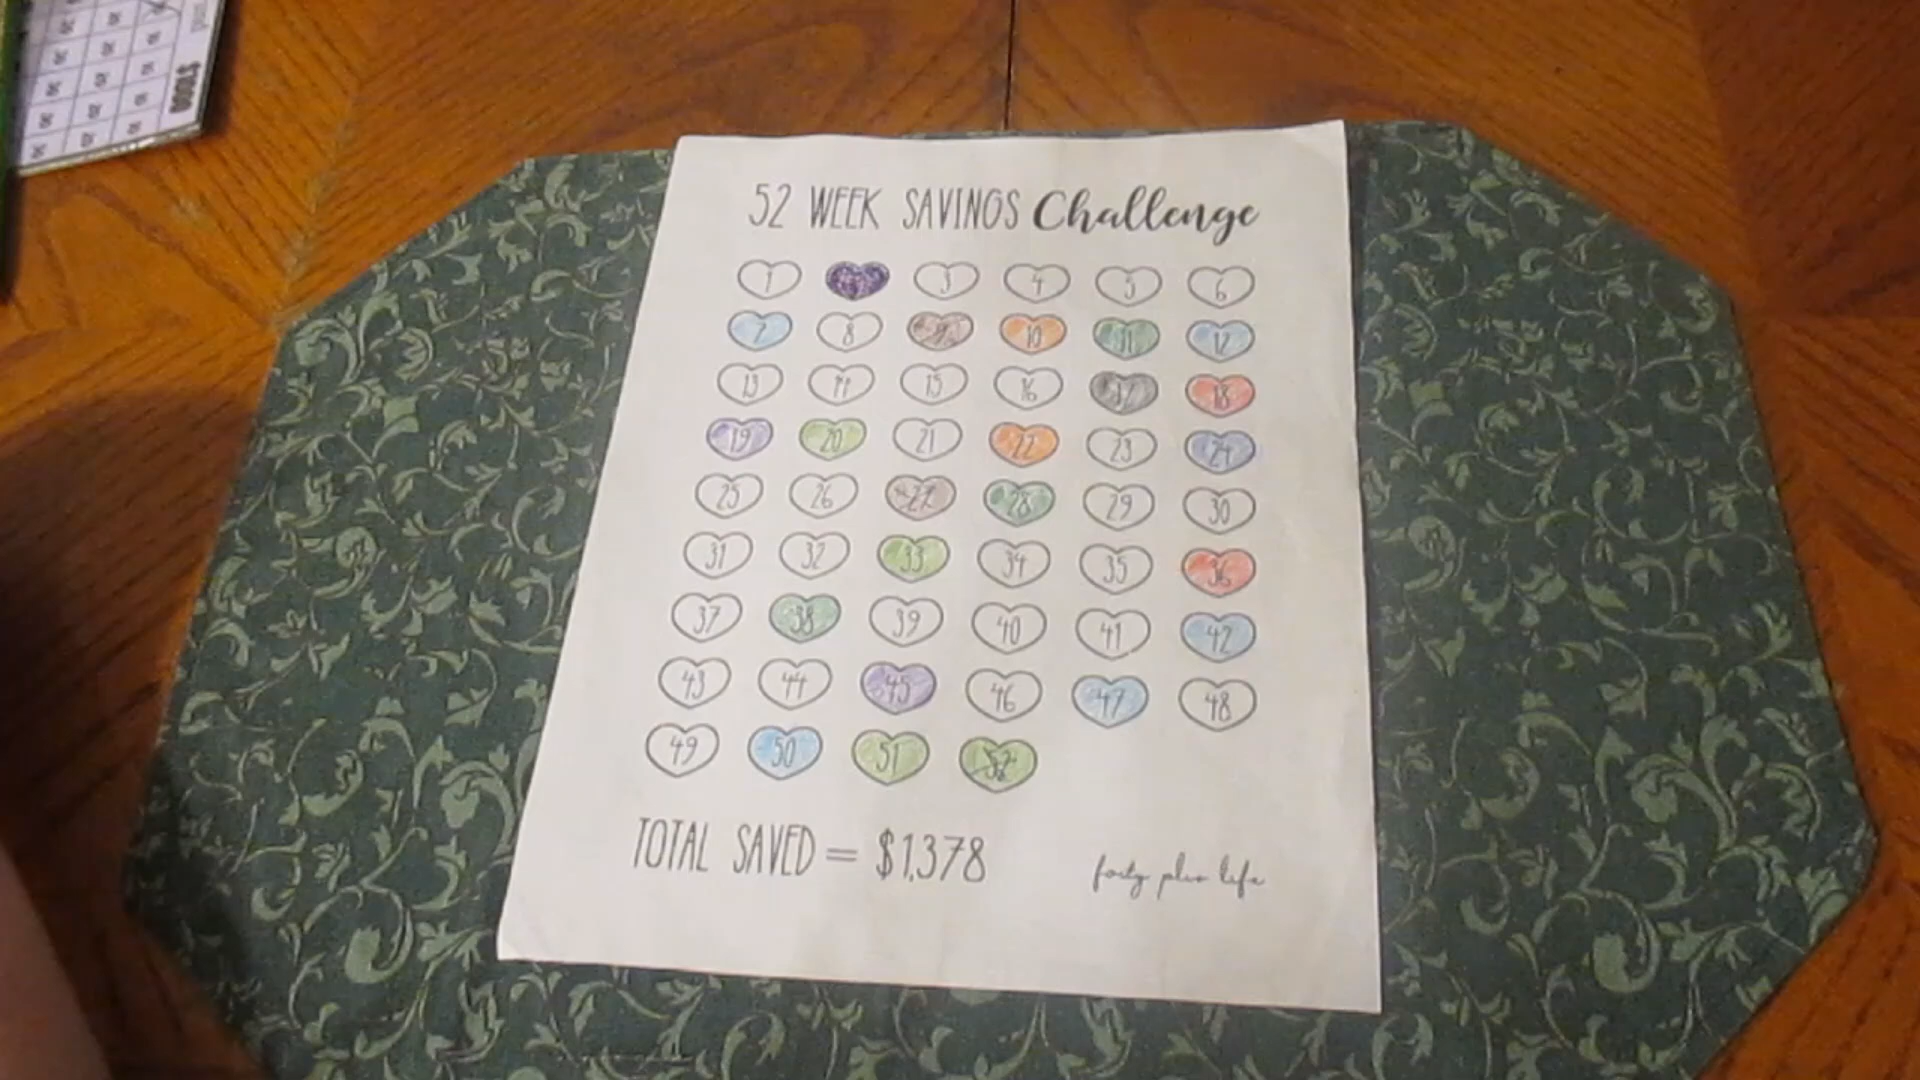 52 WEEK SAVINGS Challenge
1 3 4 5 6
7 8 9 10 11 12
13 14 15 16 17 18
19 20 21 22 23 24
25 26 27 28 29 30
31 32 33 34 35 36
37 38 39 40 41 42
43 44 45 46 47 48
49 50 51 52
TOTAL SAVED = $1,378
forty plus life
$1000